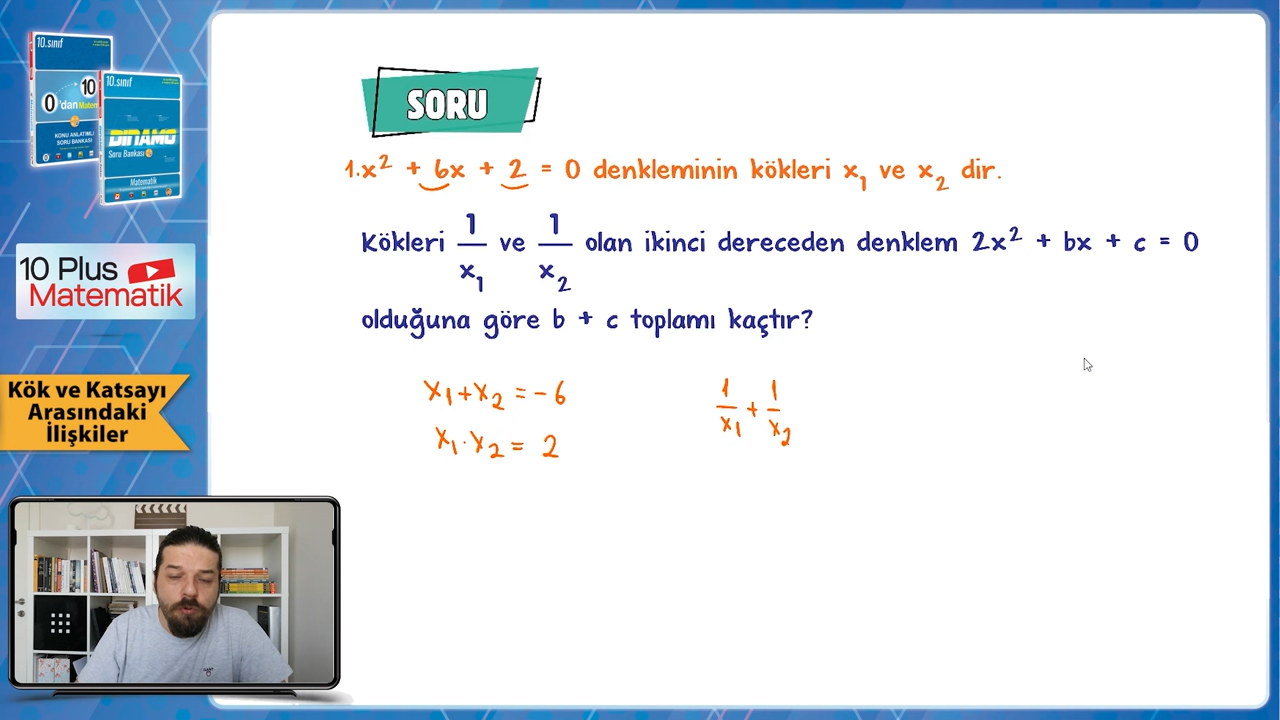 10.sınıf
0'dan 10
Matem
KONU ANLATIMLI
SORU BANKASI
10.sınıf
DİNAMO
Soru Bankası
Matematik
10 Plus
Matematik
Kök ve Katsayı
Arasındaki
İlişkiler
SORU
1.x² + 6x + 2 = 0 denkleminin kökleri x₁ ve x₂ dir.
Kökleri 1/x₁ ve 1/x₂ olan ikinci dereceden denklem 2x² + bx + c = 0
olduğuna göre b + c toplamı kaçtır?
x₁+x₂ = -6
x₁.x₂ = 2
1/x₁ + 1/x₂